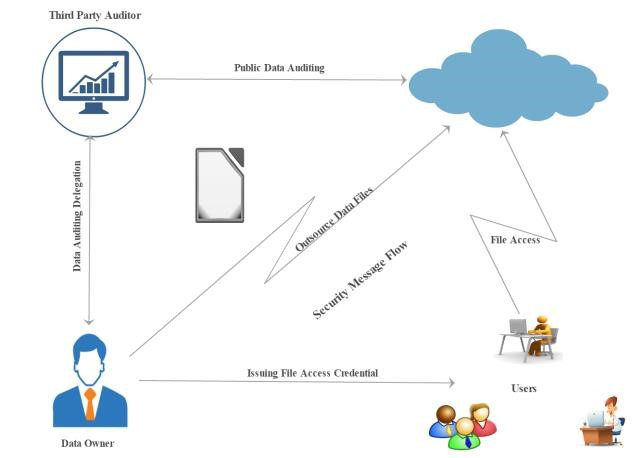 Third Party Auditor
Public Data Auditing
Data Auditing Delegation
Outsource Data Files
File Access
Security Message Flow
Issuing File Access Credential
Users
Data Owner